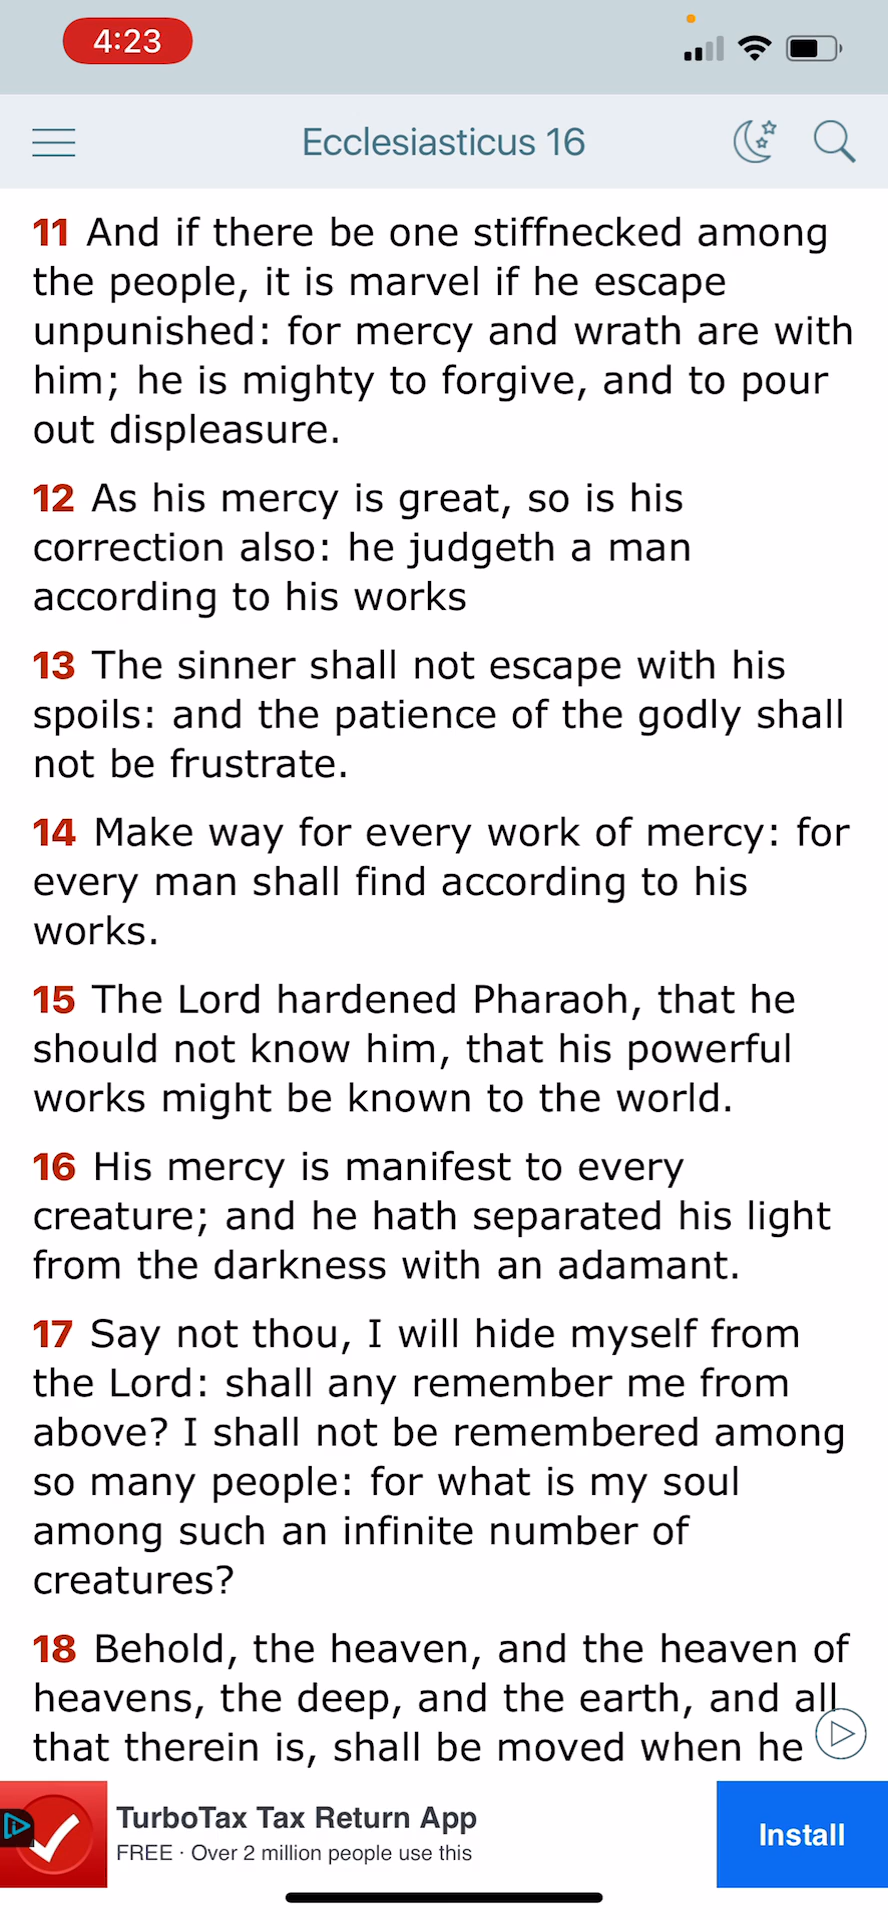 4:23
Ecclesiasticus 16
11 And if there be one stiffnecked among
the people, it is marvel if he escape
unpunished: for mercy and wrath are with
him; he is mighty to forgive, and to pour
out displeasure.
12 As his mercy is great, so is his
correction also: he judgeth a man
according to his works
13 The sinner shall not escape with his
spoils: and the patience of the godly shall
not be frustrate.
14 Make way for every work of mercy: for
every man shall find according to his
works.
15 The Lord hardened Pharaoh, that he
should not know him, that his powerful
works might be known to the world.
16 His mercy is manifest to every
creature; and he hath separated his light
from the darkness with an adamant.
17 Say not thou, I will hide myself from
the Lord: shall any remember me from
above? I shall not be remembered among
so many people: for what is my soul
among such an infinite number of
creatures?
18 Behold, the heaven, and the heaven of
heavens, the deep, and the earth, and all
that therein is, shall be moved when he
TurboTax Tax Return App
FREE · Over 2 million people use this
Install